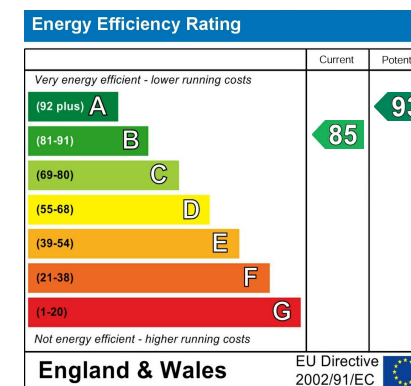 Energy Efficiency Rating
Current
Very energy efficient - lower running costs
(92 plus) A
(81-91) B
85
(69-80) C
(55-68) D
(39-54) E
(21-38) F
(1-20) G
Not energy efficient - higher running costs
England & Wales
EU Directive
2002/91/EC